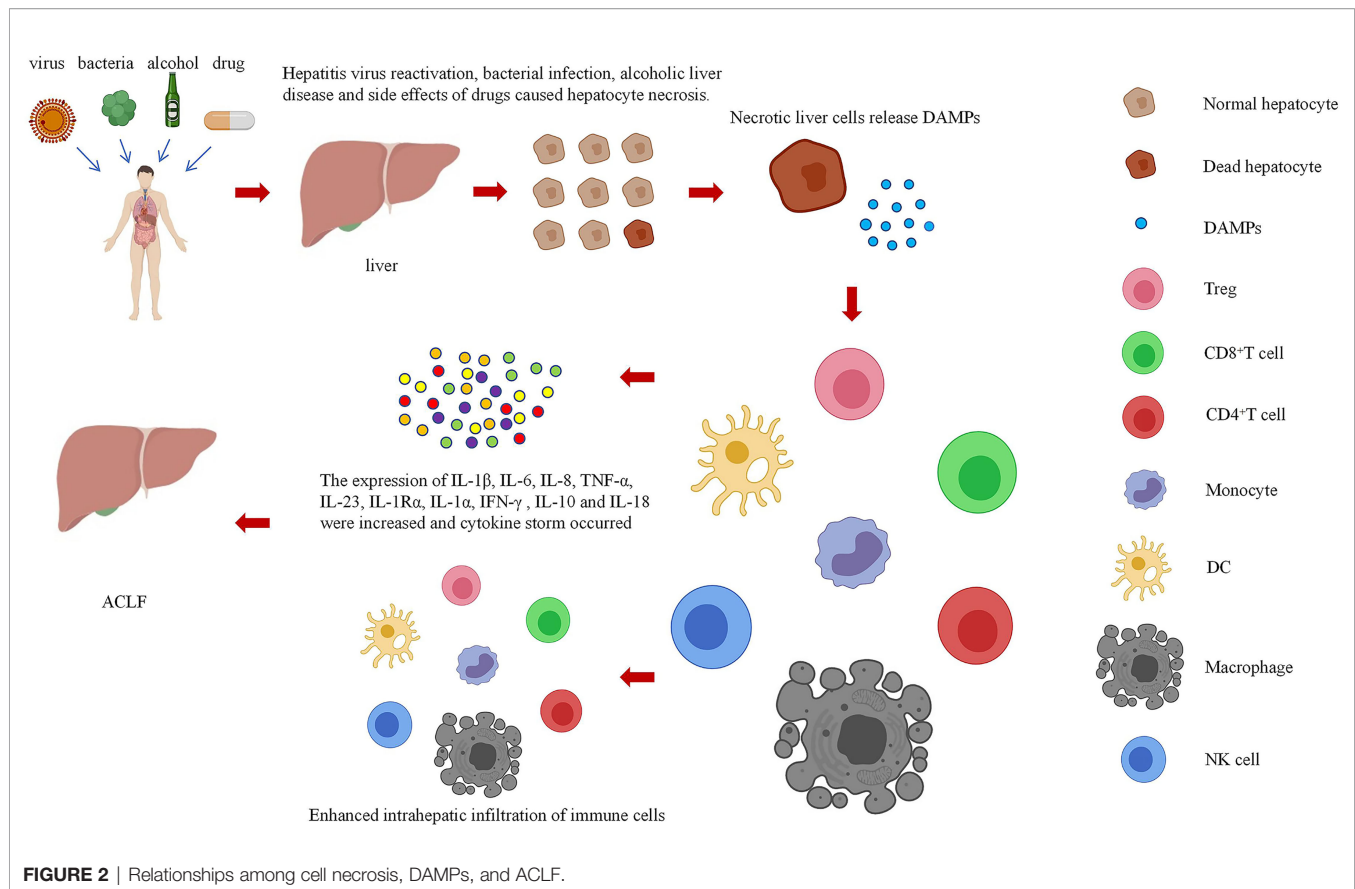 virus bacteria alcohol drug
Hepatitis virus reactivation, bacterial infection, alcoholic liver
disease and side effects of drugs caused hepatocyte necrosis.
liver
Necrotic liver cells release DAMPs
The expression of IL-1β, IL-6, IL-8, TNF-α,
IL-23, IL-1Rα, IL-1α, IFN-γ , IL-10 and IL-18
were increased and cytokine storm occurred
ACLF
Enhanced intrahepatic infiltration of immune cells
Normal hepatocyte
Dead hepatocyte
DAMPs
Treg
CD8⁺T cell
CD4⁺T cell
Monocyte
DC
Macrophage
NK cell
FIGURE 2 | Relationships among cell necrosis, DAMPs, and ACLF.